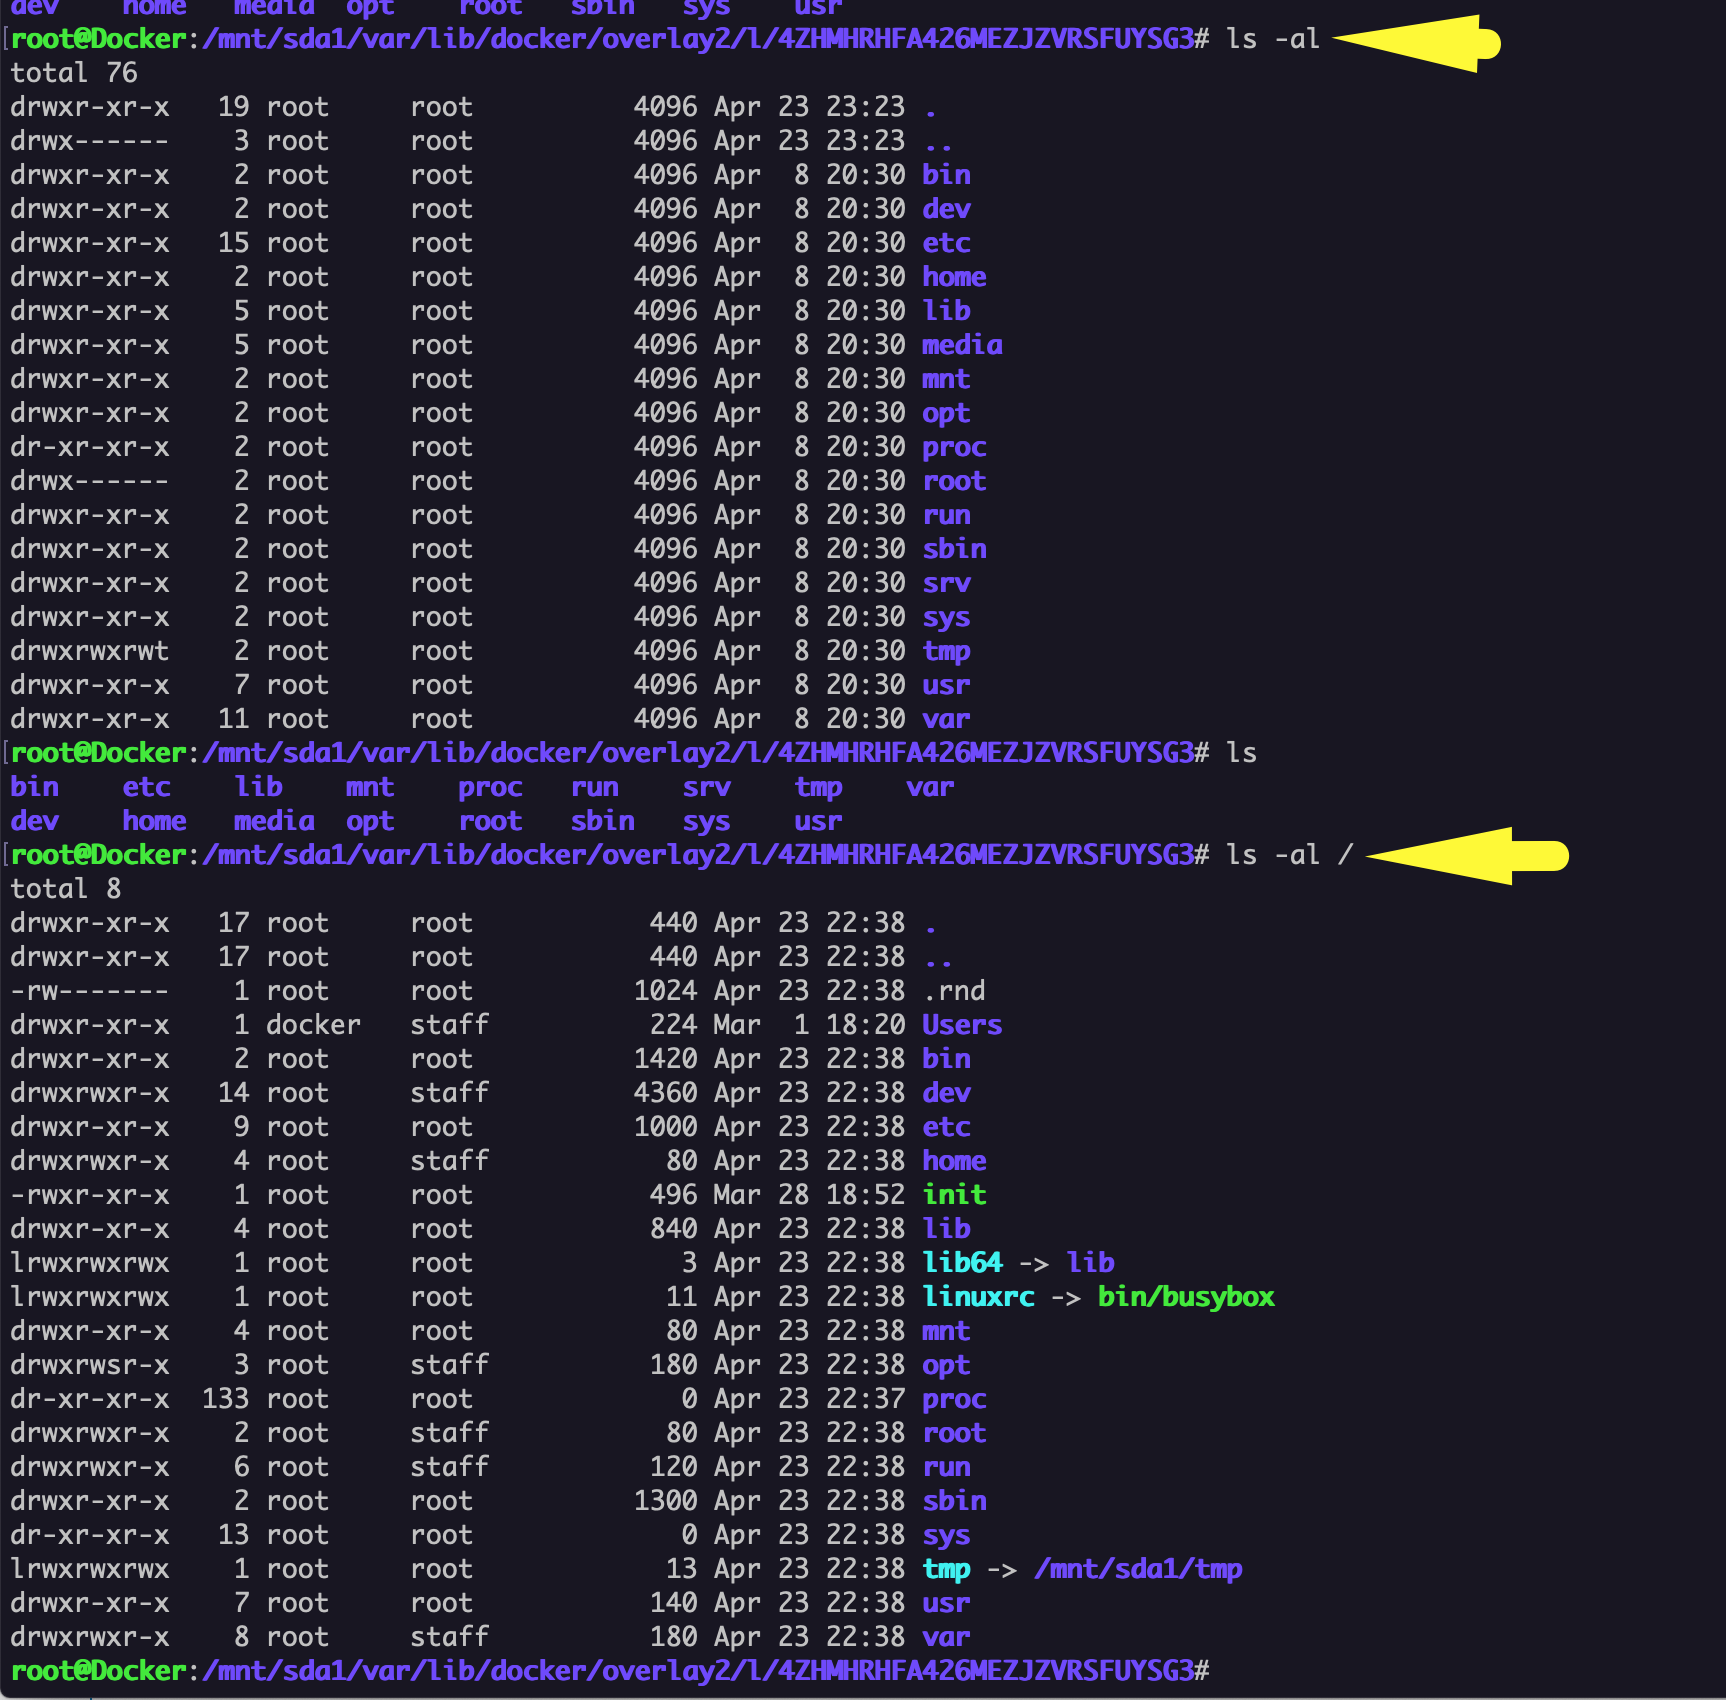 dev    home   media  opt    root   sbin   sys    usr
[root@Docker:/mnt/sda1/var/lib/docker/overlay2/l/4ZHMHRHFA426MEZJZVRSFUYSG3# ls -al
total 76
drwxr-xr-x   19 root     root          4096 Apr 23 23:23 .
drwx------    3 root     root          4096 Apr 23 23:23 ..
drwxr-xr-x    2 root     root          4096 Apr  8 20:30 bin
drwxr-xr-x    2 root     root          4096 Apr  8 20:30 dev
drwxr-xr-x   15 root     root          4096 Apr  8 20:30 etc
drwxr-xr-x    2 root     root          4096 Apr  8 20:30 home
drwxr-xr-x    5 root     root          4096 Apr  8 20:30 lib
drwxr-xr-x    5 root     root          4096 Apr  8 20:30 media
drwxr-xr-x    2 root     root          4096 Apr  8 20:30 mnt
drwxr-xr-x    2 root     root          4096 Apr  8 20:30 opt
dr-xr-xr-x    2 root     root          4096 Apr  8 20:30 proc
drwx------    2 root     root          4096 Apr  8 20:30 root
drwxr-xr-x    2 root     root          4096 Apr  8 20:30 run
drwxr-xr-x    2 root     root          4096 Apr  8 20:30 sbin
drwxr-xr-x    2 root     root          4096 Apr  8 20:30 srv
drwxr-xr-x    2 root     root          4096 Apr  8 20:30 sys
drwxrwxrwt    2 root     root          4096 Apr  8 20:30 tmp
drwxr-xr-x    7 root     root          4096 Apr  8 20:30 usr
drwxr-xr-x   11 root     root          4096 Apr  8 20:30 var
[root@Docker:/mnt/sda1/var/lib/docker/overlay2/l/4ZHMHRHFA426MEZJZVRSFUYSG3# ls
bin    etc    lib    mnt    proc   run    srv    tmp    var
dev    home   media  opt    root   sbin   sys    usr
[root@Docker:/mnt/sda1/var/lib/docker/overlay2/l/4ZHMHRHFA426MEZJZVRSFUYSG3# ls -al /
total 8
drwxr-xr-x   17 root     root           440 Apr 23 22:38 .
drwxr-xr-x   17 root     root           440 Apr 23 22:38 ..
-rw-------    1 root     root          1024 Apr 23 22:38 .rnd
drwxr-xr-x    1 docker   staff          224 Mar  1 18:20 Users
drwxr-xr-x    2 root     root          1420 Apr 23 22:38 bin
drwxrwxr-x   14 root     staff         4360 Apr 23 22:38 dev
drwxr-xr-x    9 root     root          1000 Apr 23 22:38 etc
drwxrwxr-x    4 root     staff           80 Apr 23 22:38 home
-rwxr-xr-x    1 root     root           496 Mar 28 18:52 init
drwxr-xr-x    4 root     root           840 Apr 23 22:38 lib
lrwxrwxrwx    1 root     root             3 Apr 23 22:38 lib64 -> lib
lrwxrwxrwx    1 root     root            11 Apr 23 22:38 linuxrc -> bin/busybox
drwxr-xr-x    4 root     root            80 Apr 23 22:38 mnt
drwxrwsr-x    3 root     staff          180 Apr 23 22:38 opt
dr-xr-xr-x  133 root     root             0 Apr 23 22:37 proc
drwxrwxr-x    2 root     staff           80 Apr 23 22:38 root
drwxrwxr-x    6 root     staff          120 Apr 23 22:38 run
drwxr-xr-x    2 root     root          1300 Apr 23 22:38 sbin
dr-xr-xr-x   13 root     root             0 Apr 23 22:38 sys
lrwxrwxrwx    1 root     root            13 Apr 23 22:38 tmp -> /mnt/sda1/tmp
drwxr-xr-x    7 root     root           140 Apr 23 22:38 usr
drwxrwxr-x    8 root     staff          180 Apr 23 22:38 var
root@Docker:/mnt/sda1/var/lib/docker/overlay2/l/4ZHMHRHFA426MEZJZVRSFUYSG3#